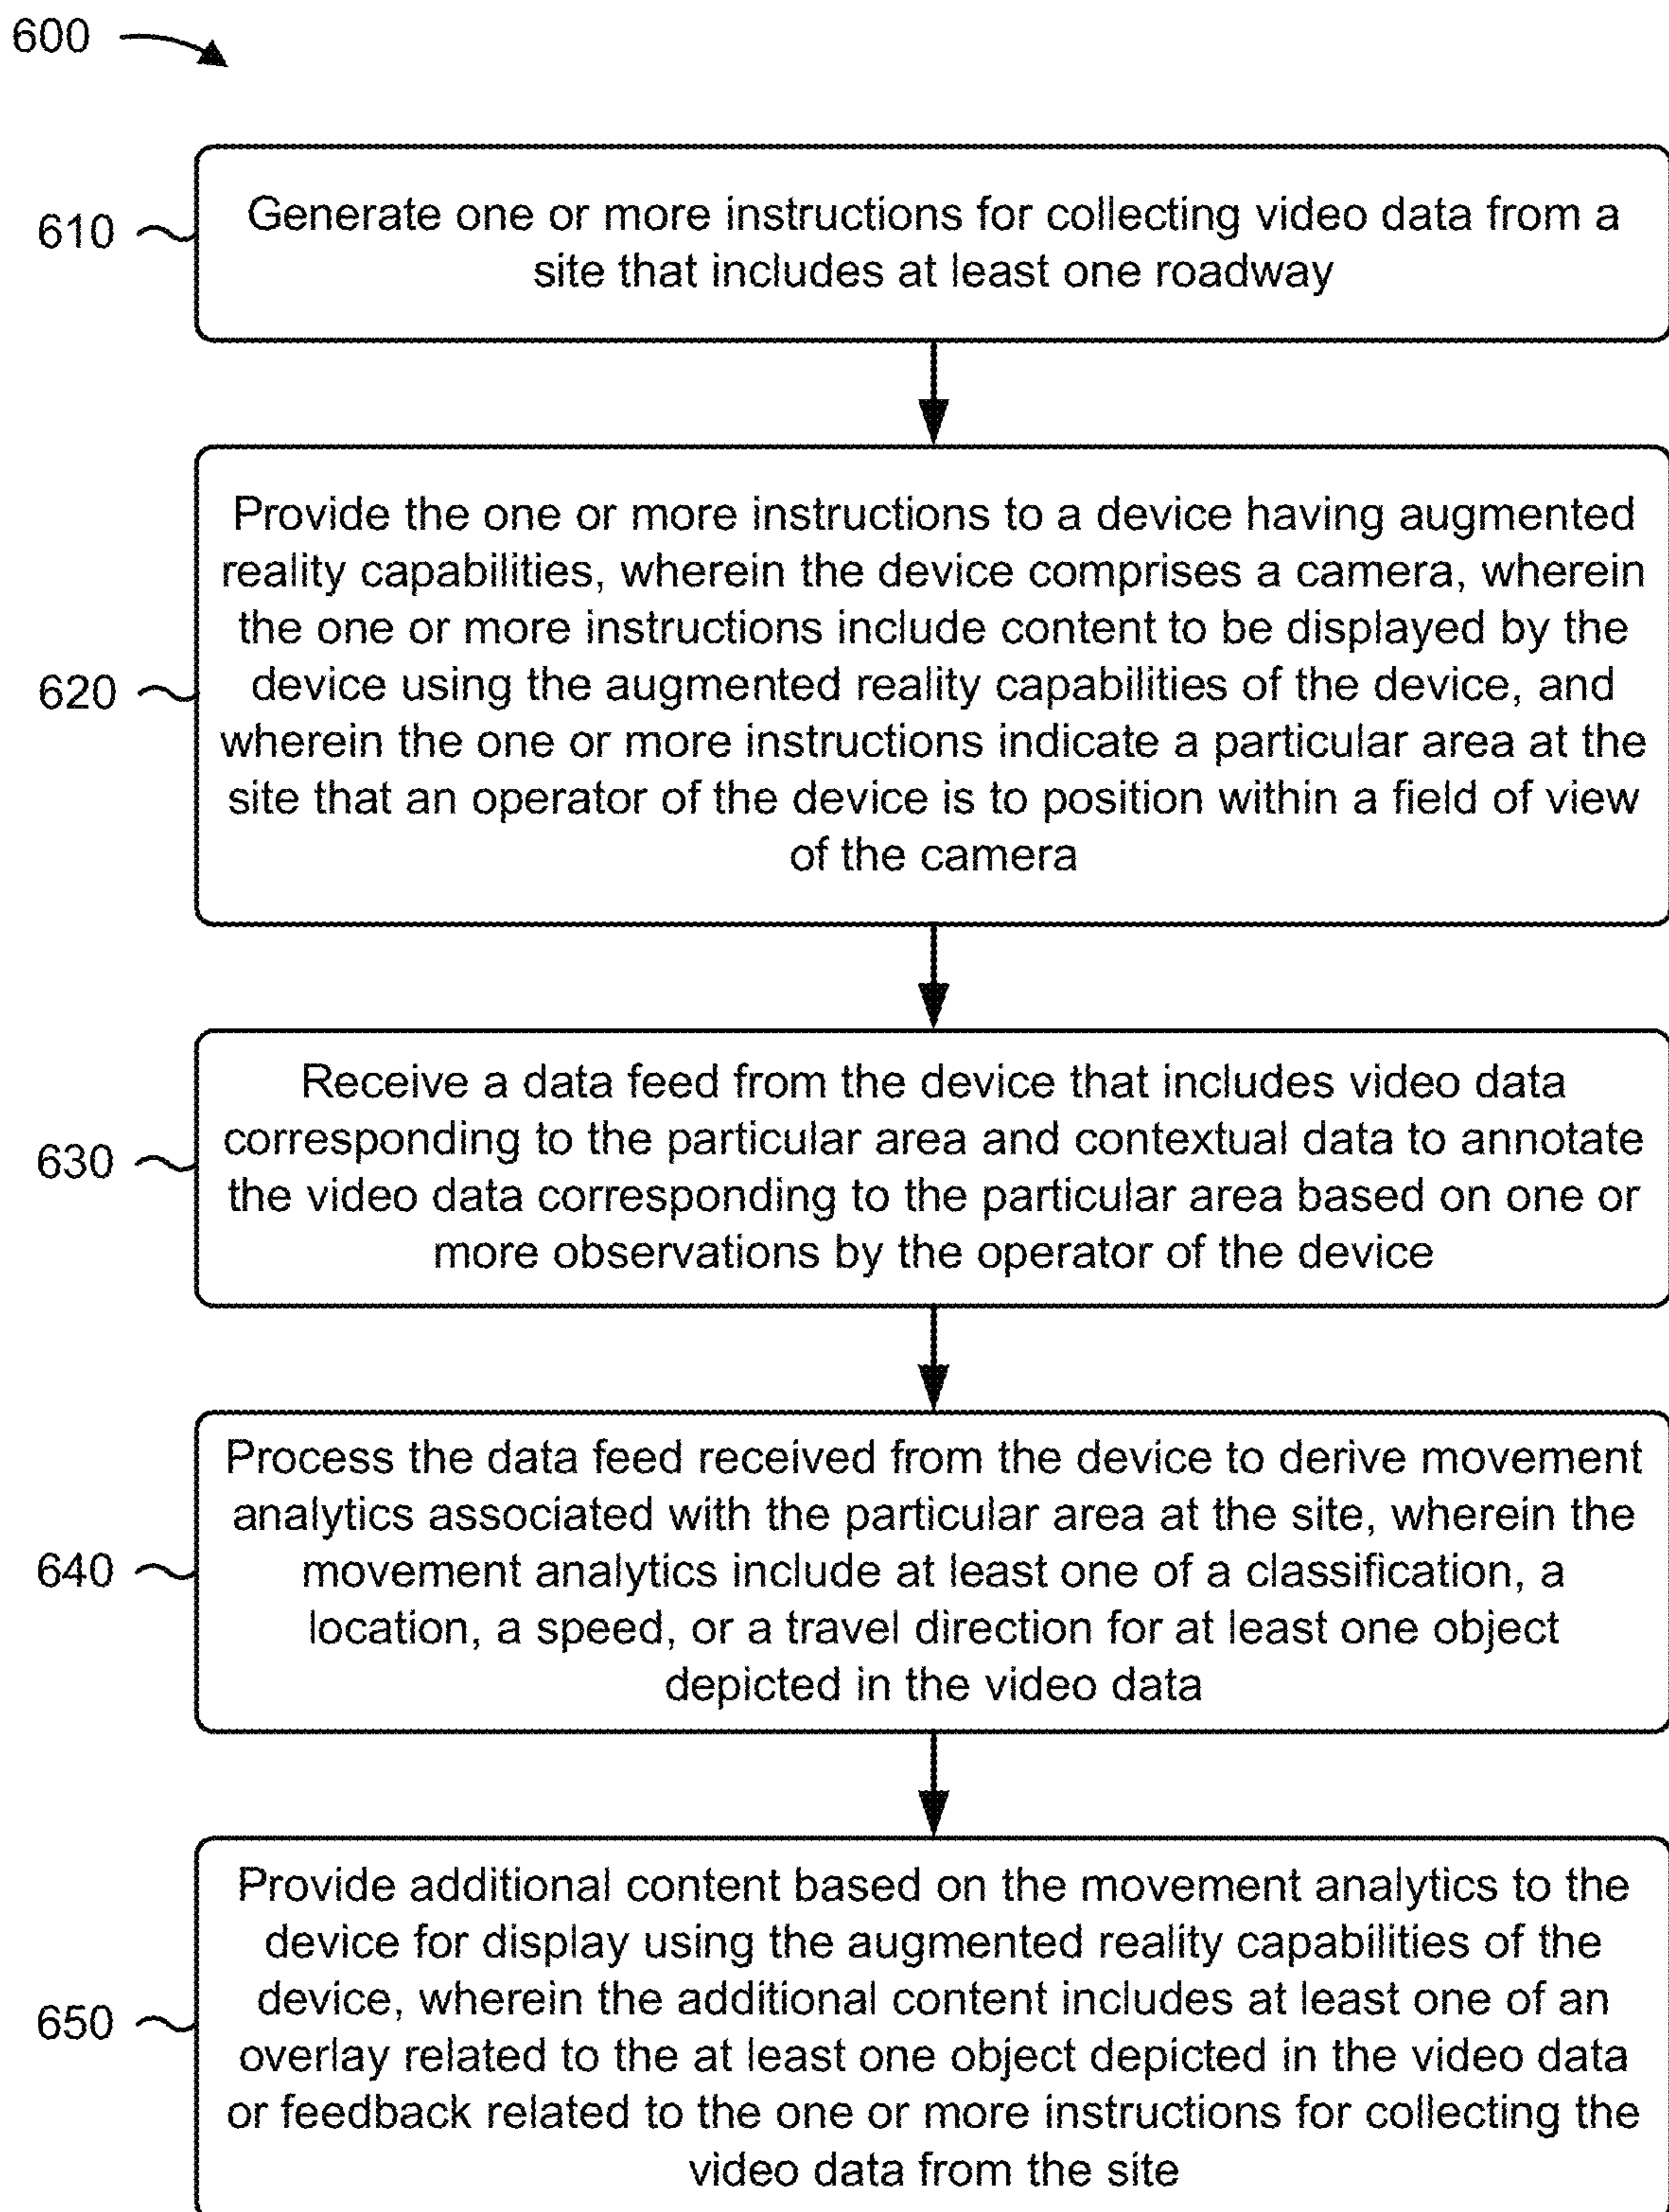 600
610
Generate one or more instructions for collecting video data from a
site that includes at least one roadway
620
Provide the one or more instructions to a device having augmented
reality capabilities, wherein the device comprises a camera, wherein
the one or more instructions include content to be displayed by the
device using the augmented reality capabilities of the device, and
wherein the one or more instructions indicate a particular area at the
site that an operator of the device is to position within a field of view
of the camera
630
Receive a data feed from the device that includes video data
corresponding to the particular area and contextual data to annotate
the video data corresponding to the particular area based on one or
more observations by the operator of the device
640
Process the data feed received from the device to derive movement
analytics associated with the particular area at the site, wherein the
movement analytics include at least one of a classification, a
location, a speed, or a travel direction for at least one object
depicted in the video data
650
Provide additional content based on the movement analytics to the
device for display using the augmented reality capabilities of the
device, wherein the additional content includes at least one of an
overlay related to the at least one object depicted in the video data
or feedback related to the one or more instructions for collecting the
video data from the site